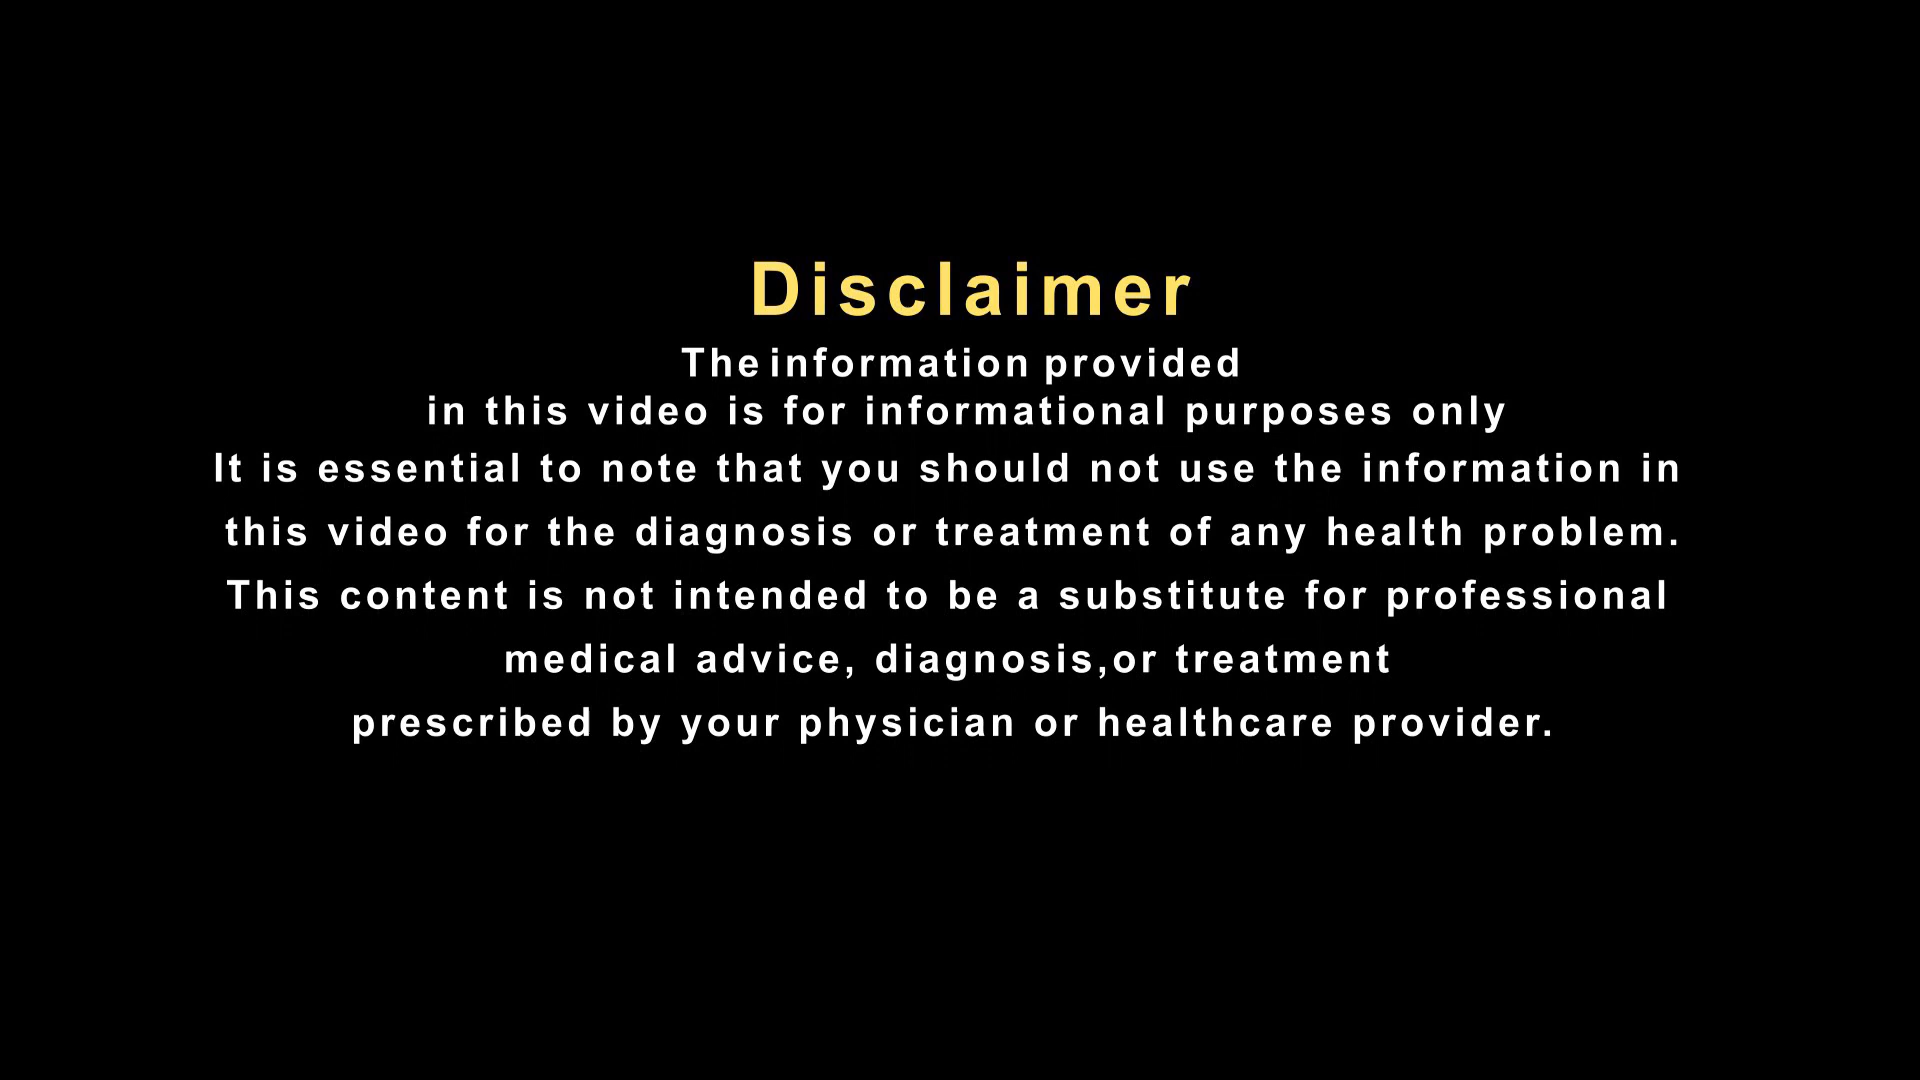 Disclaimer
The information provided
in this video is for informational purposes only
It is essential to note that you should not use the information in
this video for the diagnosis or treatment of any health problem.
This content is not intended to be a substitute for professional
medical advice, diagnosis,or treatment
prescribed by your physician or healthcare provider.